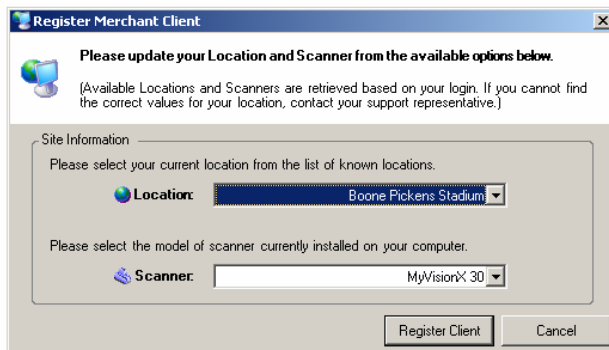 Register Merchant Client
Please update your Location and Scanner from the available options below.
(Available Locations and Scanners are retrieved based on your login. If you cannot find
the correct values for your location, contact your support representative.)
Site Information
Please select your current location from the list of known locations.
Location: Boone Pickens Stadium
Please select the model of scanner currently installed on your computer.
Scanner: MyVisionX 30
Register Client Cancel